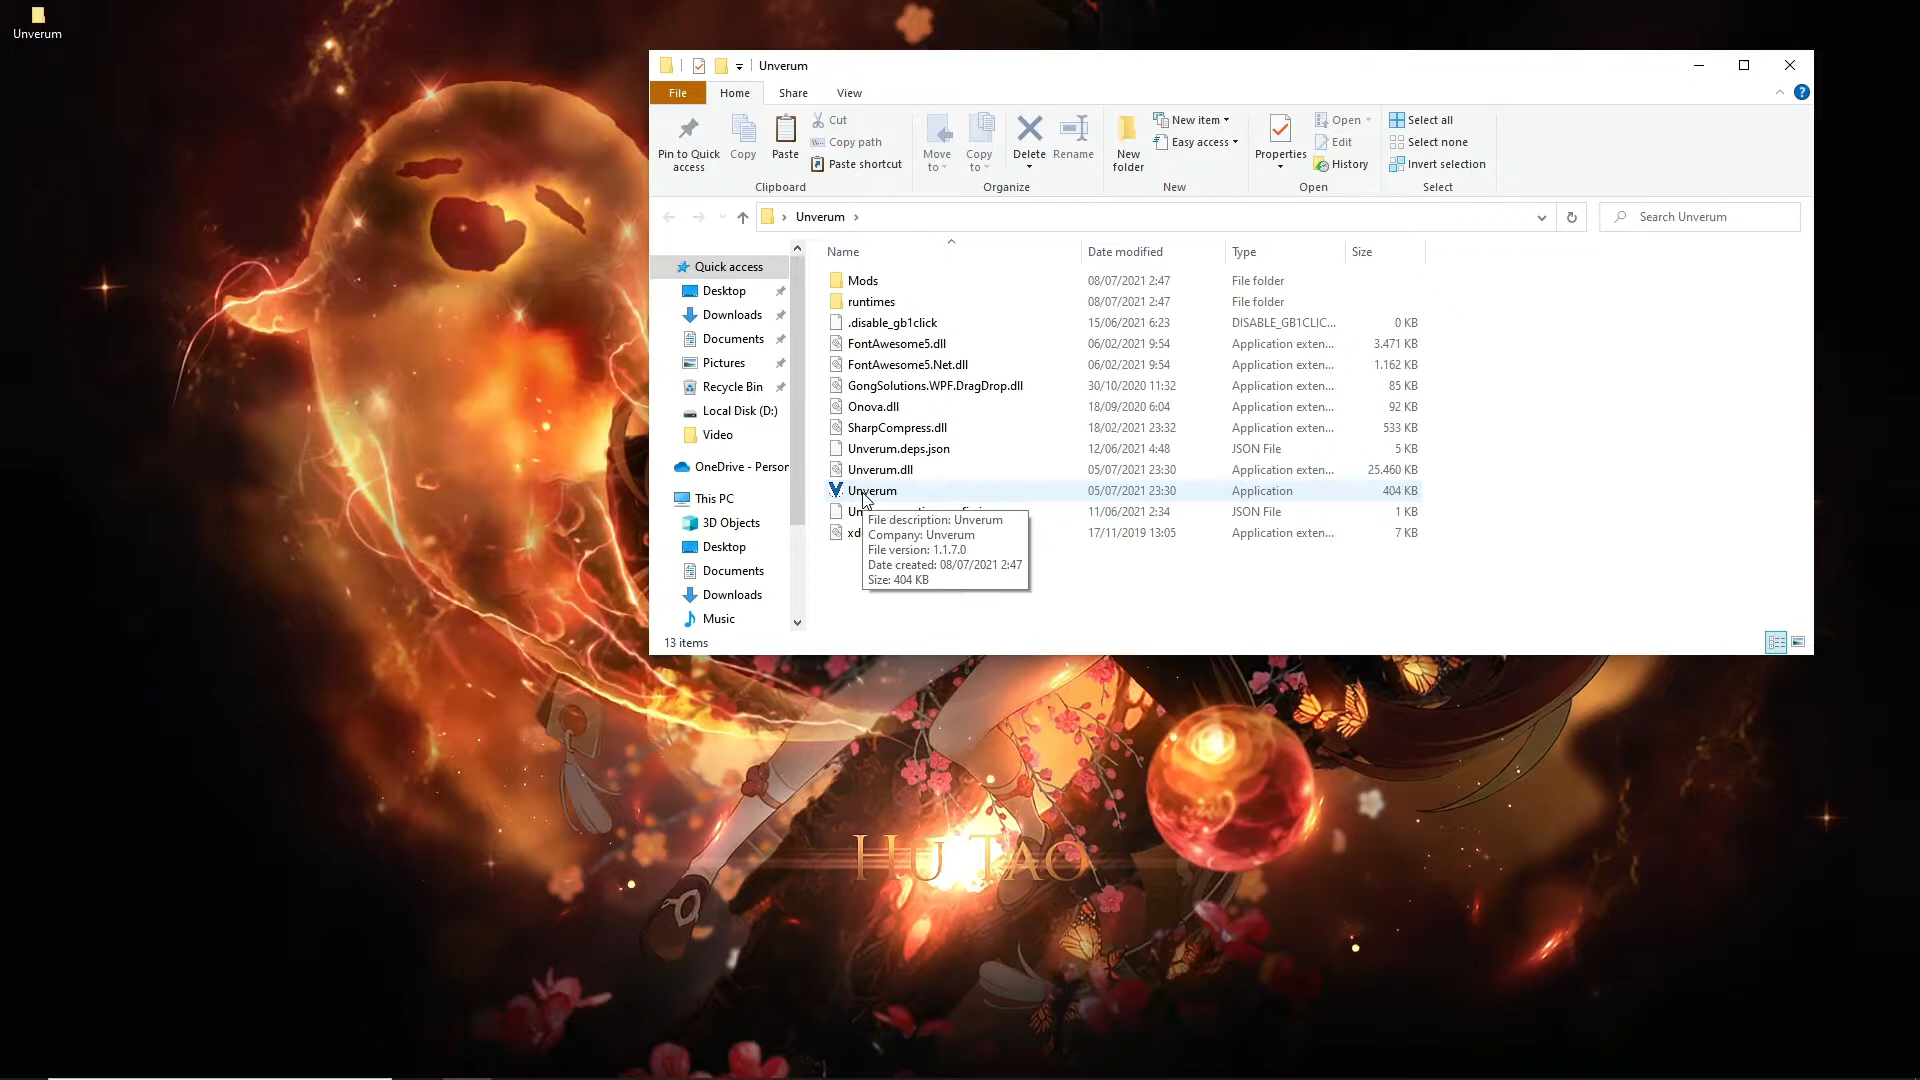 Unverum
Unverum
File
Home
Share
View
Pin to Quick
access
Copy
Paste
Cut
Copy path
Paste shortcut
Clipboard
Move
to
Copy
to
Delete
Rename
Organize
New
folder
New item
Easy access
New
Properties
Open
Edit
History
Open
Select all
Select none
Invert selection
Select
Unverum
Search Unverum
Quick access
Desktop
Downloads
Documents
Pictures
Recycle Bin
Local Disk (D:)
Video
OneDrive - Person
This PC
3D Objects
Desktop
Documents
Downloads
Music
Name Date modified Type Size
Mods 08/07/2021 2:47 File folder
runtimes 08/07/2021 2:47 File folder
.disable_gb1click 15/06/2021 6:23 DISABLE_GB1CLIC... 0 KB
FontAwesome5.dll 06/02/2021 9:54 Application exten... 3.471 KB
FontAwesome5.Net.dll 06/02/2021 9:54 Application exten... 1.162 KB
GongSolutions.WPF.DragDrop.dll 30/10/2020 11:32 Application exten... 85 KB
Onova.dll 18/09/2020 6:04 Application exten... 92 KB
SharpCompress.dll 18/02/2021 23:32 Application exten... 533 KB
Unverum.deps.json 12/06/2021 4:48 JSON File 5 KB
Unverum.dll 05/07/2021 23:30 Application exten... 25.460 KB
Unverum 05/07/2021 23:30 Application 404 KB
11/06/2021 2:34 JSON File 1 KB
17/11/2019 13:05 Application exten... 7 KB
File description: Unverum
Company: Unverum
File version: 1.1.7.0
Date created: 08/07/2021 2:47
Size: 404 KB
13 items
HU TAO